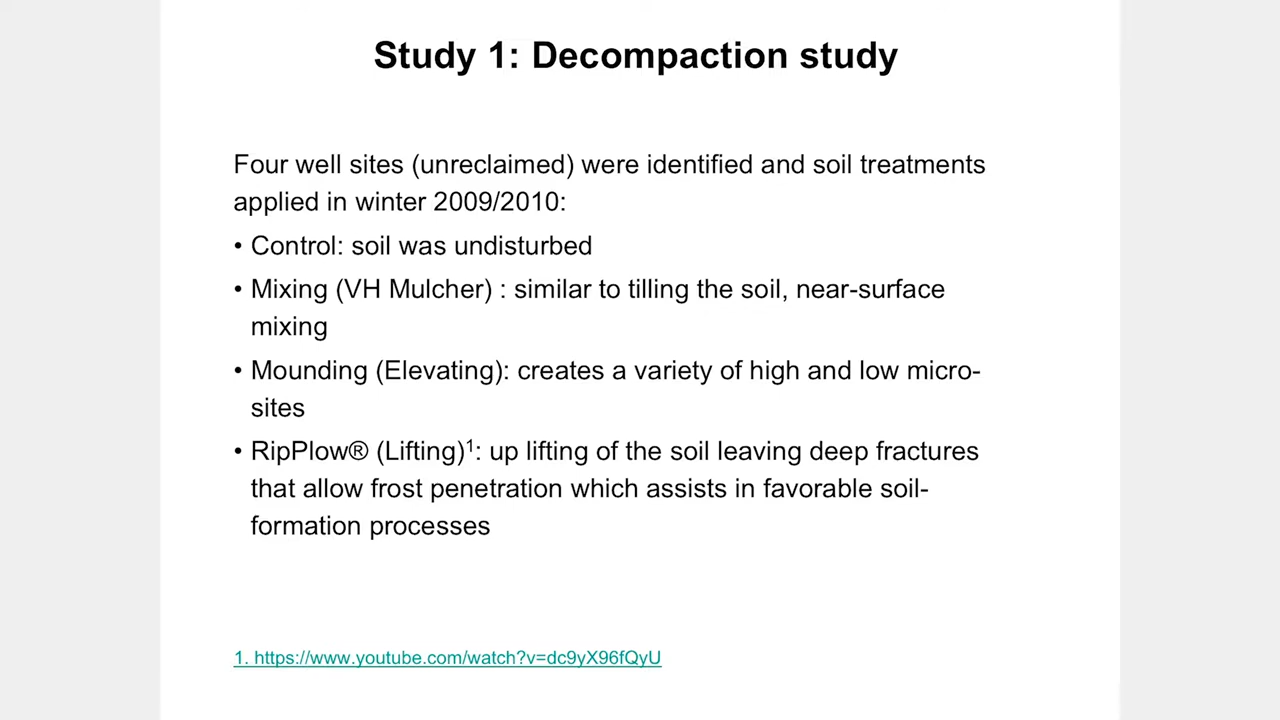 Study 1: Decompaction study
Four well sites (unreclaimed) were identified and soil treatments
applied in winter 2009/2010:
• Control: soil was undisturbed
• Mixing (VH Mulcher) : similar to tilling the soil, near-surface
mixing
• Mounding (Elevating): creates a variety of high and low micro-
sites
• RipPlow® (Lifting)¹: up lifting of the soil leaving deep fractures
that allow frost penetration which assists in favorable soil-
formation processes
1. https://www.youtube.com/watch?v=dc9yX96fQyU